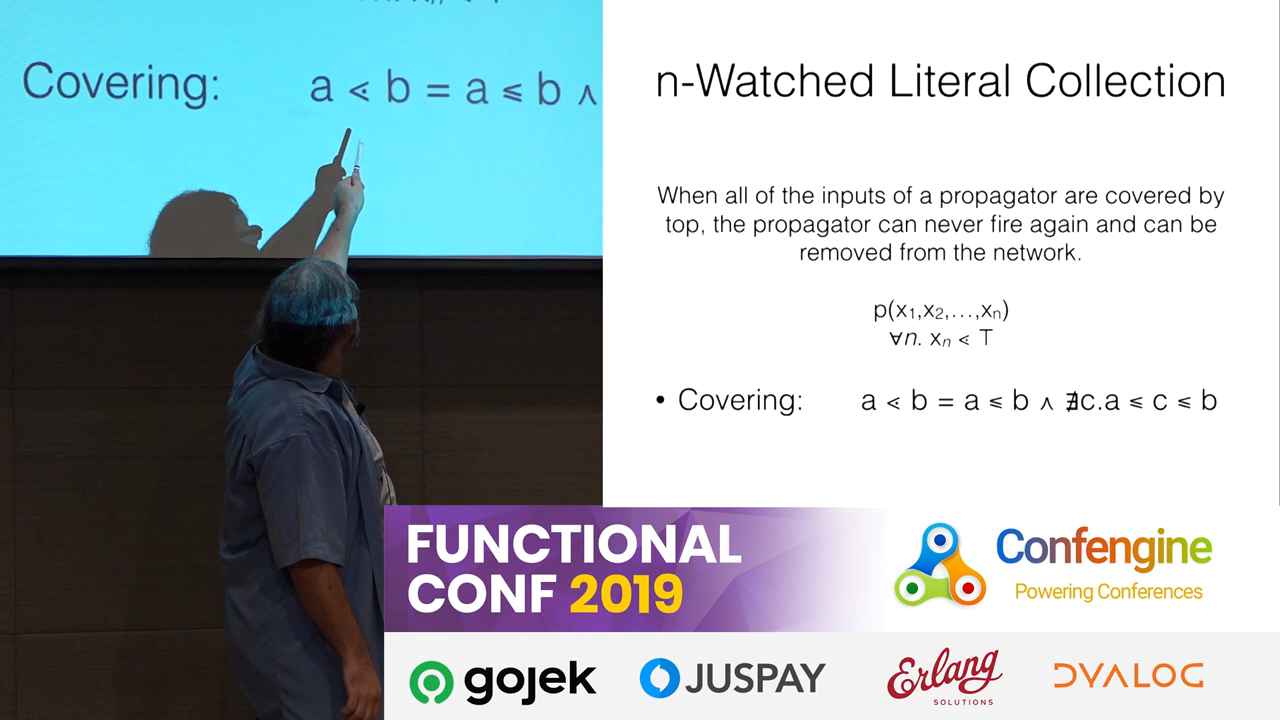 Covering: a ⋖ b = a ⩽ b ∧
n-Watched Literal Collection
When all of the inputs of a propagator are covered by
top, the propagator can never fire again and can be
removed from the network.
p(x₁,x₂,…,xₙ)
∀n. xₙ ⋖ ⊤
• Covering: a ⋖ b = a ⩽ b ∧ ∄c.a ⩽ c ⩽ b
FUNCTIONAL
CONF 2019
Confengine
Powering Conferences
gojek
JUSPAY
Erlang
SOLUTIONS
DYALOG